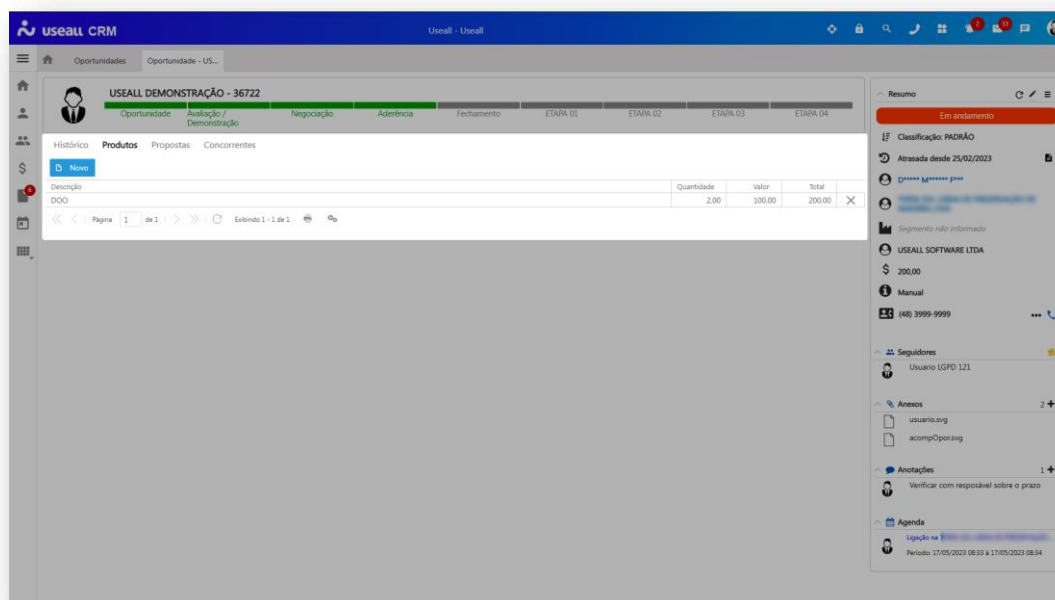 useall CRM
Useall - Useall
2
33
Oportunidades
Oportunidade - US...
USEALL DEMONSTRAÇÃO - 36722
Oportunidade
Avaliação / Demonstração
Negociação
Aderência
Fechamento
ETAPA 01
ETAPA 02
ETAPA 03
ETAPA 04
Histórico
Produtos
Propostas
Concorrentes
Novo
Descrição
Quantidade
Valor
Total
DOO
2,00
100,00
200,00
Página 1 de 1
Exibindo 1 - 1 de 1
6
Resumo
Em andamento
Classificação: PADRÃO
Atrasada desde 25/02/2023
D***** M****** F***
Segmento não informado
USEALL SOFTWARE LTDA
200,00
Manual
(48) 3999-9999
Seguidores
Usuario LGPD 121
Anexos 2
usuario.svg
acompOpor.svg
Anotações 1
Verificar com resposável sobre o prazo
Agenda
Ligação na
Período: 17/05/2023 08:33 à 17/05/2023 08:34